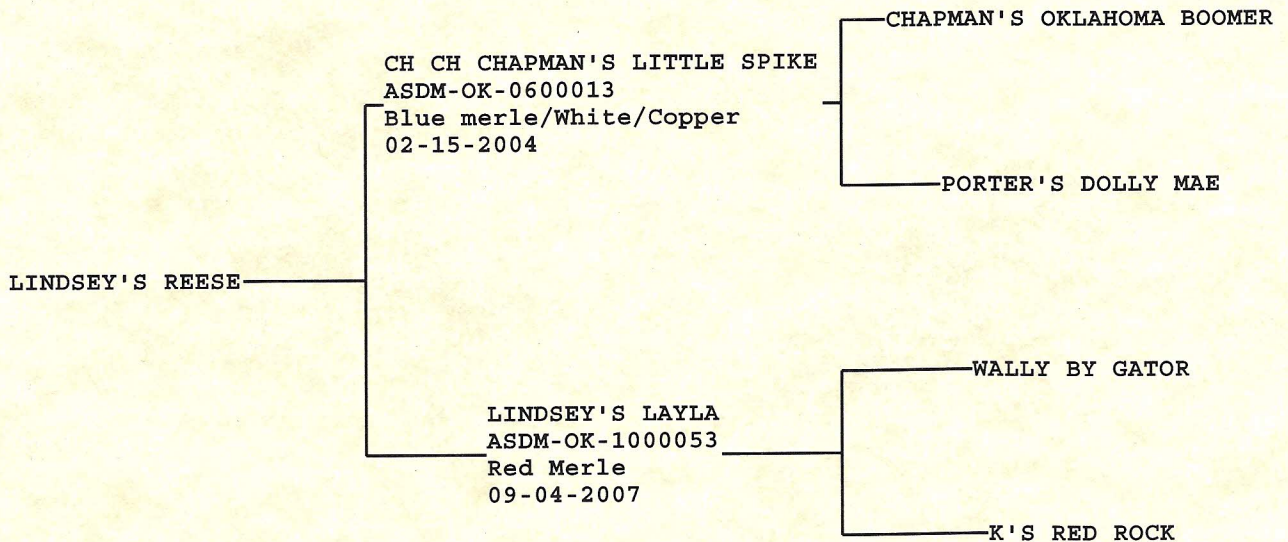 CHAPMAN'S OKLAHOMA BOOMER
CH CH CHAPMAN'S LITTLE SPIKE
ASDM-OK-0600013
Blue merle/White/Copper
02-15-2004
PORTER'S DOLLY MAE
LINDSEY'S REESE
WALLY BY GATOR
LINDSEY'S LAYLA
ASDM-OK-1000053
Red Merle
09-04-2007
K'S RED ROCK